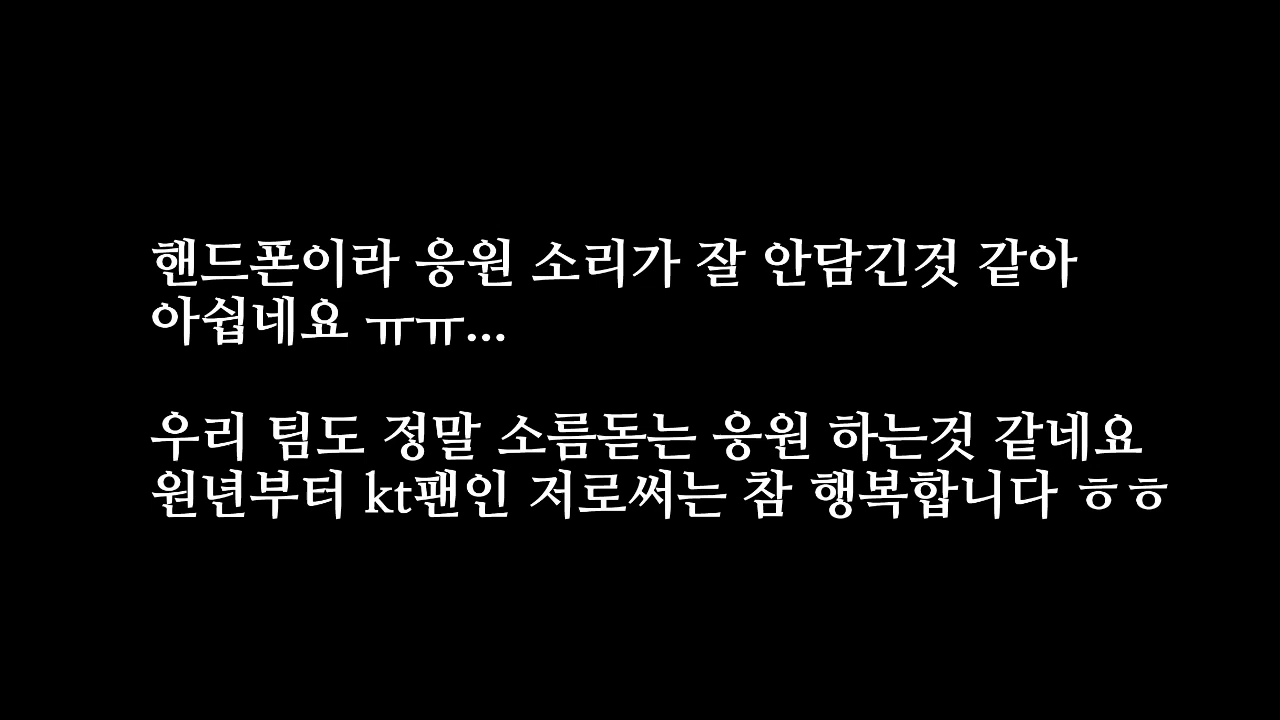 핸드폰이라 응원 소리가 잘 안담긴것 같아
아쉽네요 ㅠㅠ...
우리 팀도 정말 소름돋는 응원 하는것 같네요
원년부터 kt팬인 저로써는 참 행복합니다 ㅎㅎ